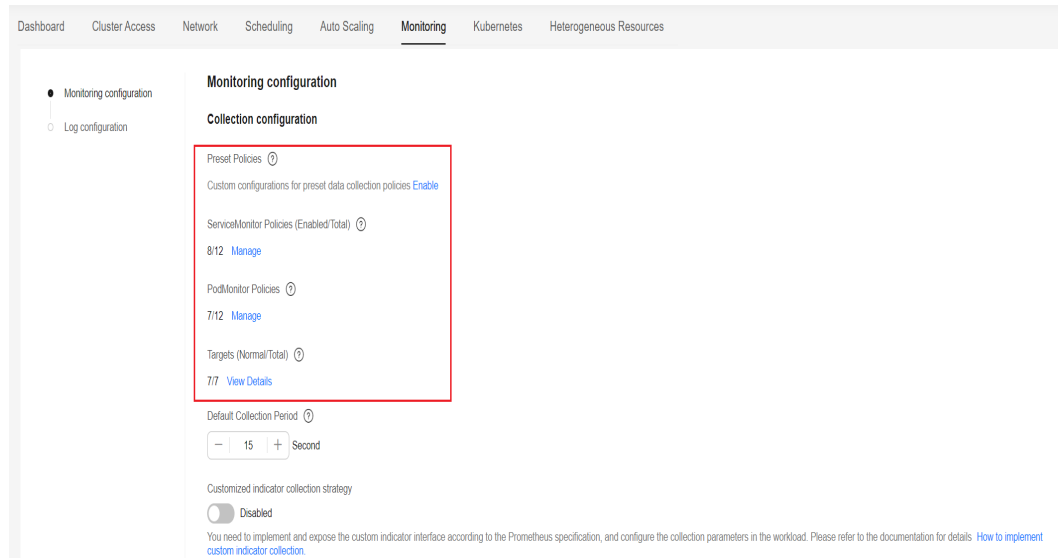 Dashboard Cluster Access Network Scheduling Auto Scaling Monitoring Kubernetes Heterogeneous Resources
Monitoring configuration
Log configuration
Monitoring configuration
Collection configuration
Preset Policies ?
Custom configurations for preset data collection policies Enable
ServiceMonitor Policies (Enabled/Total) ?
8/12 Manage
PodMonitor Policies ?
7/12 Manage
Targets (Normal/Total) ?
7/7 View Details
Default Collection Period ?
− 15 + Second
Customized indicator collection strategy
Disabled
You need to implement and expose the custom indicator interface according to the Prometheus specification, and configure the collection parameters in the workload. Please refer to the documentation for details How to implement
custom indicator collection.